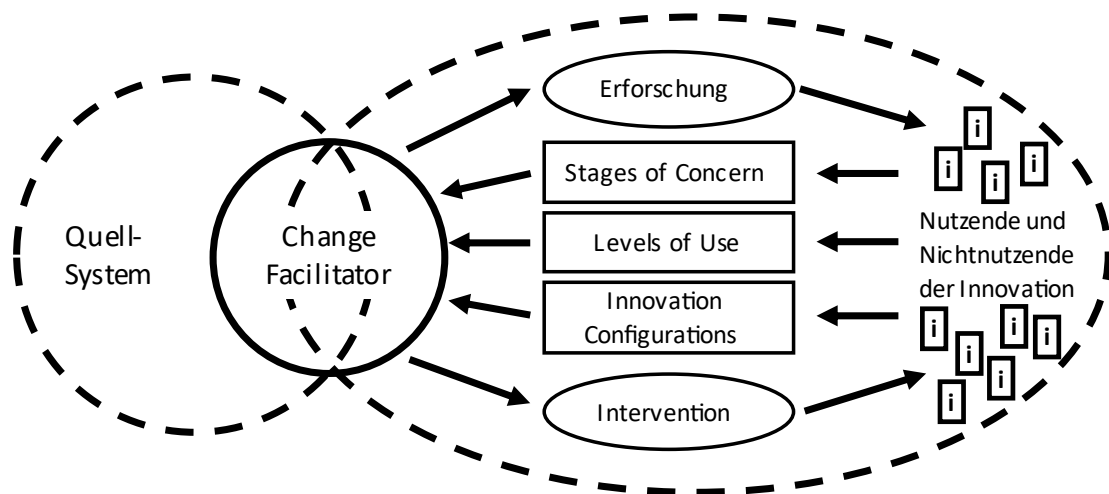 Erforschung
i
i
i
i
Stages of Concern
Quell-
System
Change
Facilitator
Levels of Use
Nutzende und
Nichtnutzende
der Innovation
Innovation
Configurations
i
i
i
i
i
i
Intervention